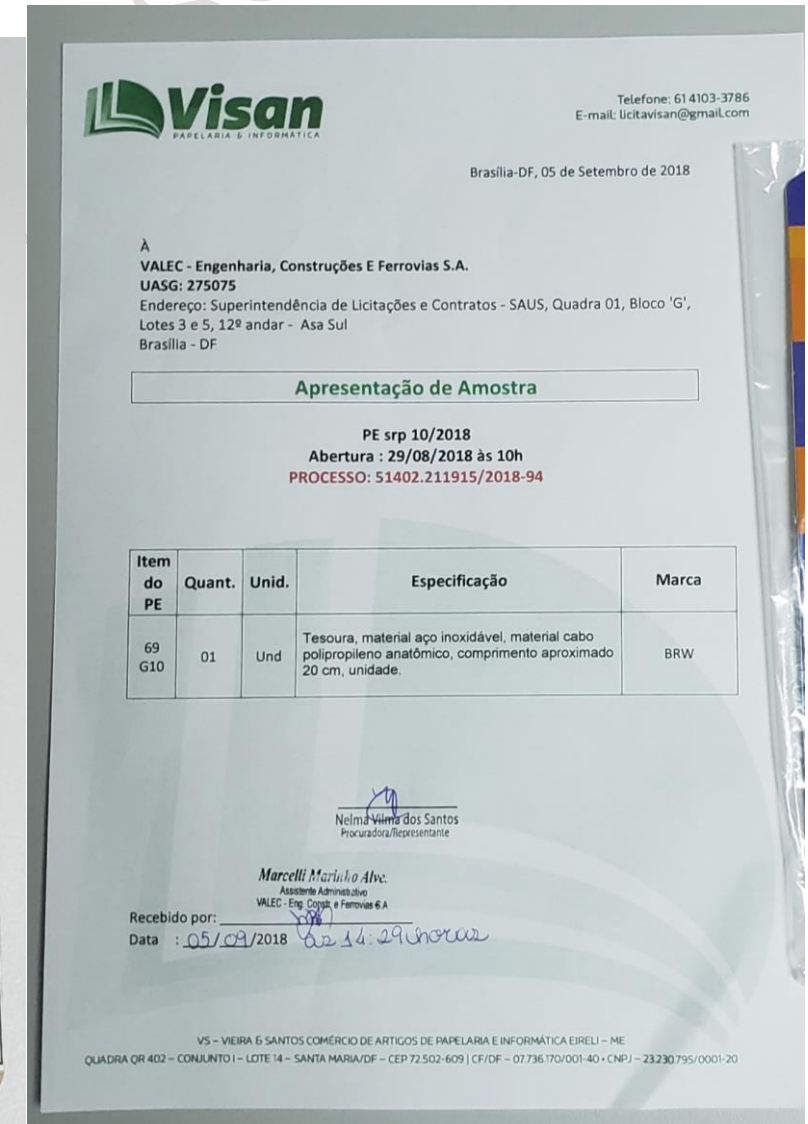 Visan
PAPELARIA & INFORMÁTICA
Telefone: 61 4103-3786
E-mail: licitavisan@gmail.com
Brasília-DF, 05 de Setembro de 2018
À
VALEC - Engenharia, Construções E Ferrovias S.A.
UASG: 275075
Endereço: Superintendência de Licitações e Contratos - SAUS, Quadra 01, Bloco 'G',
Lotes 3 e 5, 12º andar - Asa Sul
Brasília - DF
Apresentação de Amostra
PE srp 10/2018
Abertura : 29/08/2018 às 10h
PROCESSO: 51402.211915/2018-94
Item do PE Quant. Unid. Especificação Marca
69 G10 01 Und Tesoura, material aço inoxidável, material cabo
polipropileno anatômico, comprimento aproximado
20 cm, unidade. BRW
Nelma Vilma dos Santos
Procuradora/Representante
Marcelli Marinho Alve.
Assistente Administrativo
VALEC - Eng. Constr. e Ferrovias S.A
Recebido por:
Data : 05/09/2018 às 14:29 horas
VS – VIEIRA & SANTOS COMÉRCIO DE ARTIGOS DE PAPELARIA E INFORMÁTICA EIRELI – ME
QUADRA QR 402 – CONJUNTO I – LOTE 14 – SANTA MARIA/DF – CEP 72.502-609 | CF/DF – 07.736.170/001-40 • CNPJ – 23.230.795/0001-20